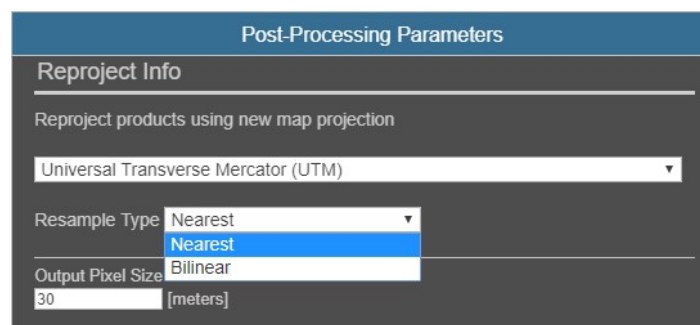 Post-Processing Parameters
Reproject Info
Reproject products using new map projection
Universal Transverse Mercator (UTM)
Resample Type Nearest
Nearest
Bilinear
Output Pixel Size
30 [meters]